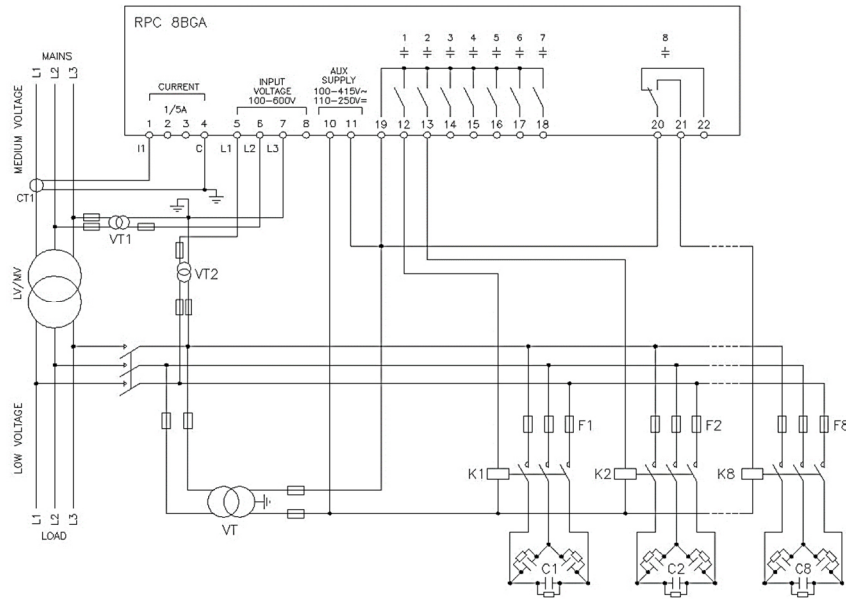 RPC 8BGA
1 2 3 4 5 6 7 8
MAINS
L1 L2 L3
CURRENT
1/5A
INPUT
VOLTAGE
100-600V
AUX
SUPPLY
100-415V~
110-250V=
1 2 3 4 5 6 7 8 10 11 19 12 13 14 15 16 17 18 20 21 22
I1 C L1 L2 L3
MEDIUM VOLTAGE
CT1
VT1
VT2
LV/MV
LOW VOLTAGE
F1 F2 F8
K1 K2 K8
VT
L1 L2 L3
LOAD
C1 C2 C8